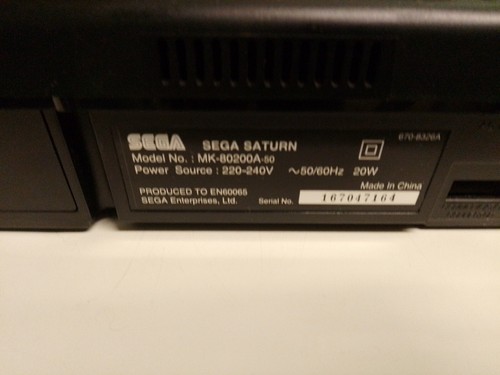 SEGA SEGA SATURN
670-8326A
Model No. : MK-80200A-50
Power Source : 220-240V ~50/60Hz 20W
Made in China
PRODUCED TO EN60065
SEGA Enterprises, Ltd. Serial No. 167047164